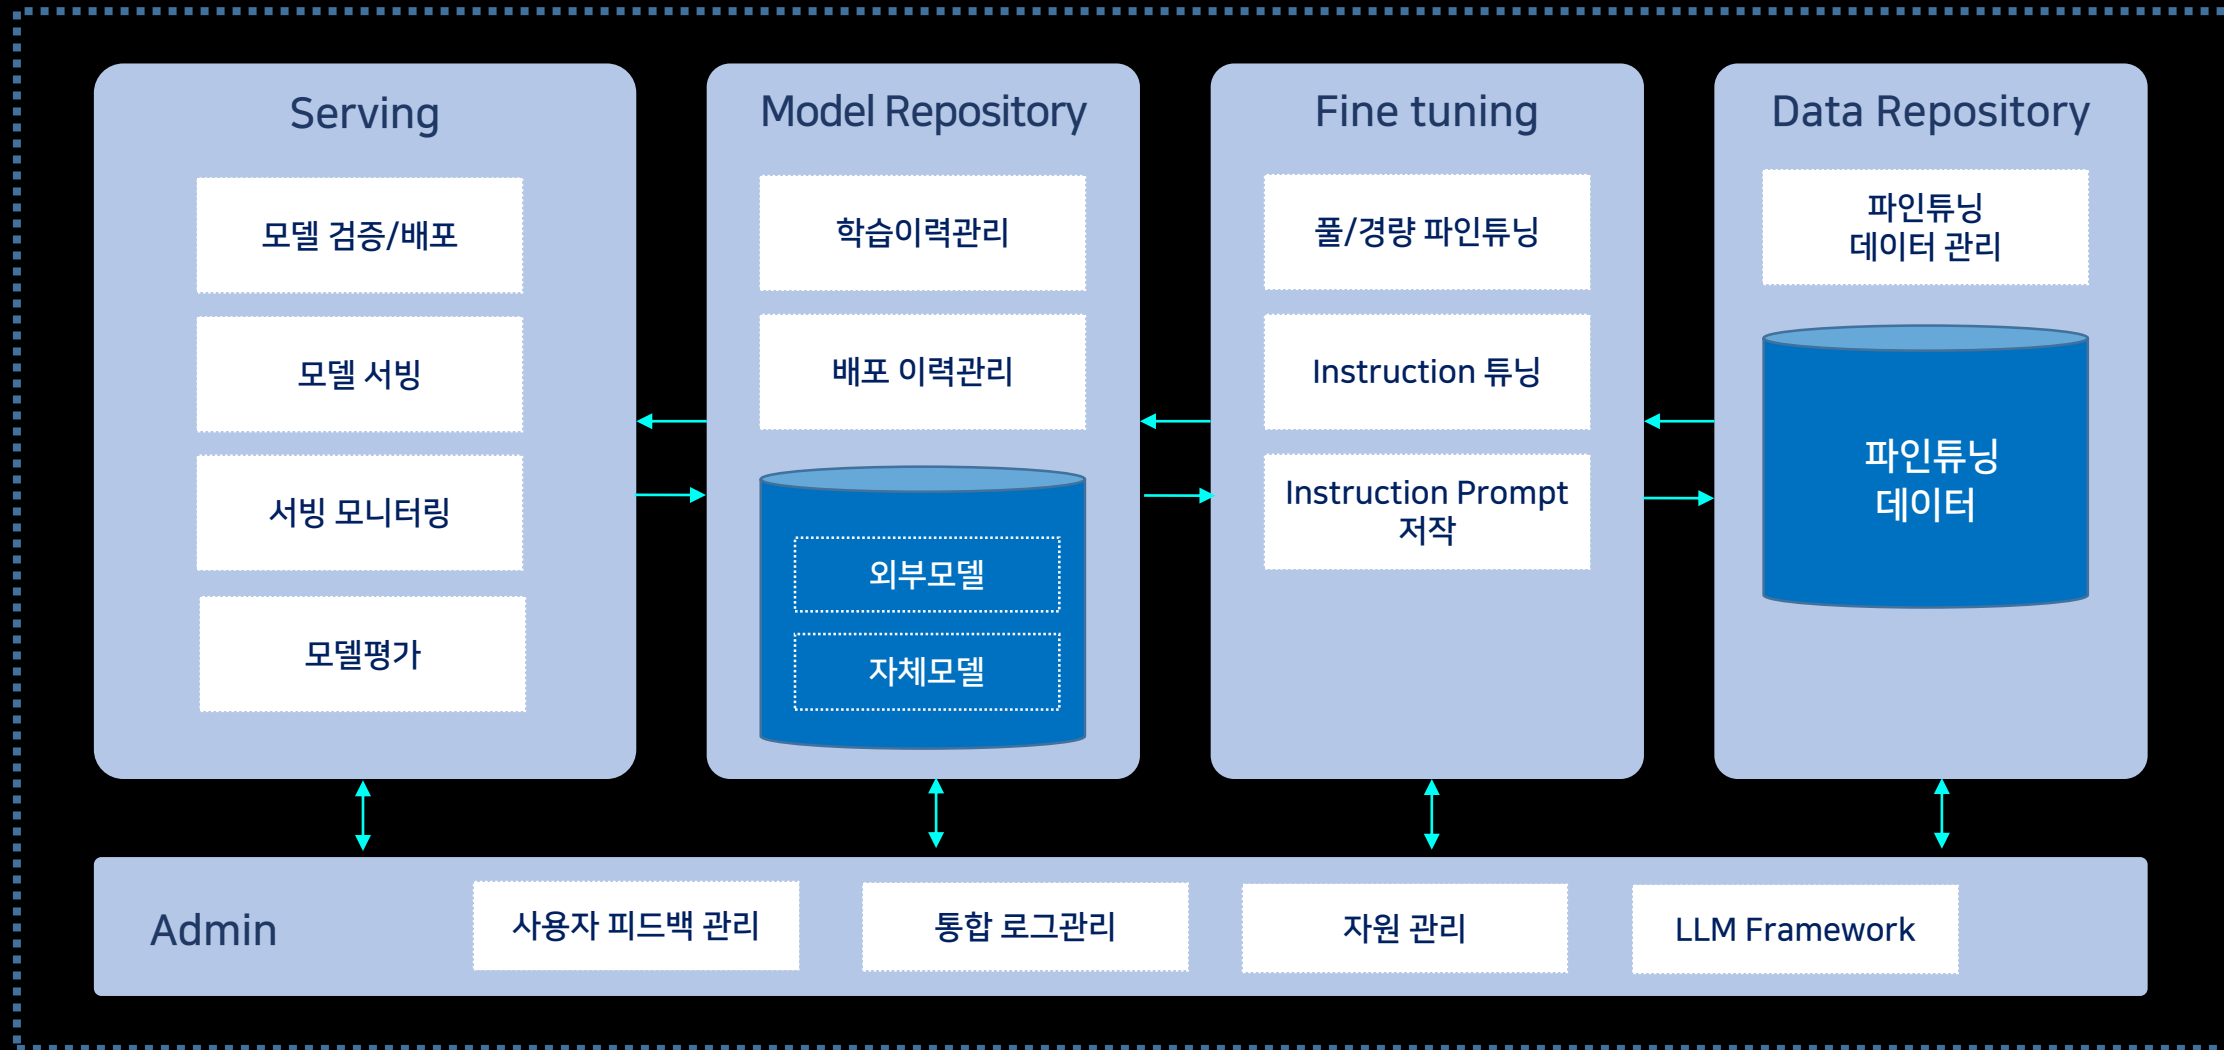 Serving
모델 검증/배포
모델 서빙
서빙 모니터링
모델평가
Model Repository
학습이력관리
배포 이력관리
외부모델
자체모델
Fine tuning
풀/경량 파인튜닝
Instruction 튜닝
Instruction Prompt
저작
Data Repository
파인튜닝
데이터 관리
파인튜닝
데이터
Admin
사용자 피드백 관리
통합 로그관리
자원 관리
LLM Framework